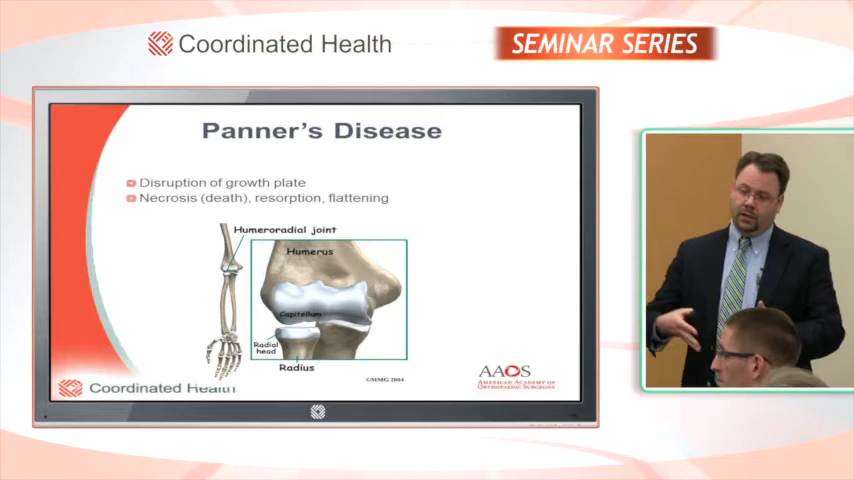 Coordinated Health
SEMINAR SERIES
Panner's Disease
Disruption of growth plate
Necrosis (death), resorption, flattening
Humeroradial joint
Humerus
Capitellum
Radial
head
Radius
©MMG 2004
Coordinated Health
AAOS
AMERICAN ACADEMY OF
ORTHOPAEDIC SURGEONS